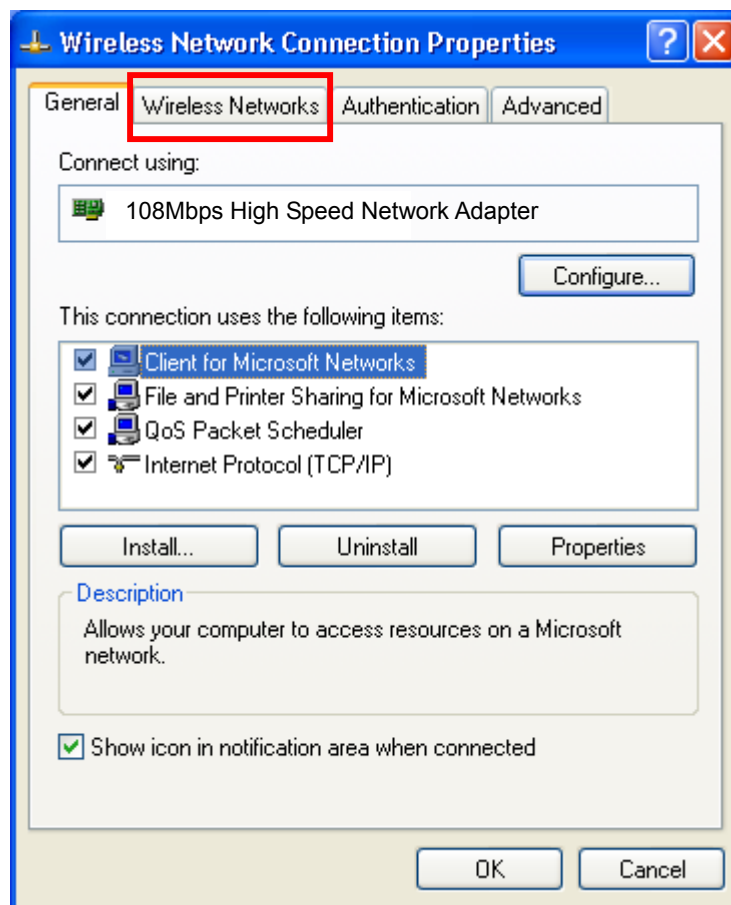 Wireless Network Connection Properties
General Wireless Networks Authentication Advanced
Connect using:
108Mbps High Speed Network Adapter
Configure...
This connection uses the following items:
Client for Microsoft Networks
File and Printer Sharing for Microsoft Networks
QoS Packet Scheduler
Internet Protocol (TCP/IP)
Install... Uninstall Properties
Description
Allows your computer to access resources on a Microsoft
network.
Show icon in notification area when connected
OK Cancel